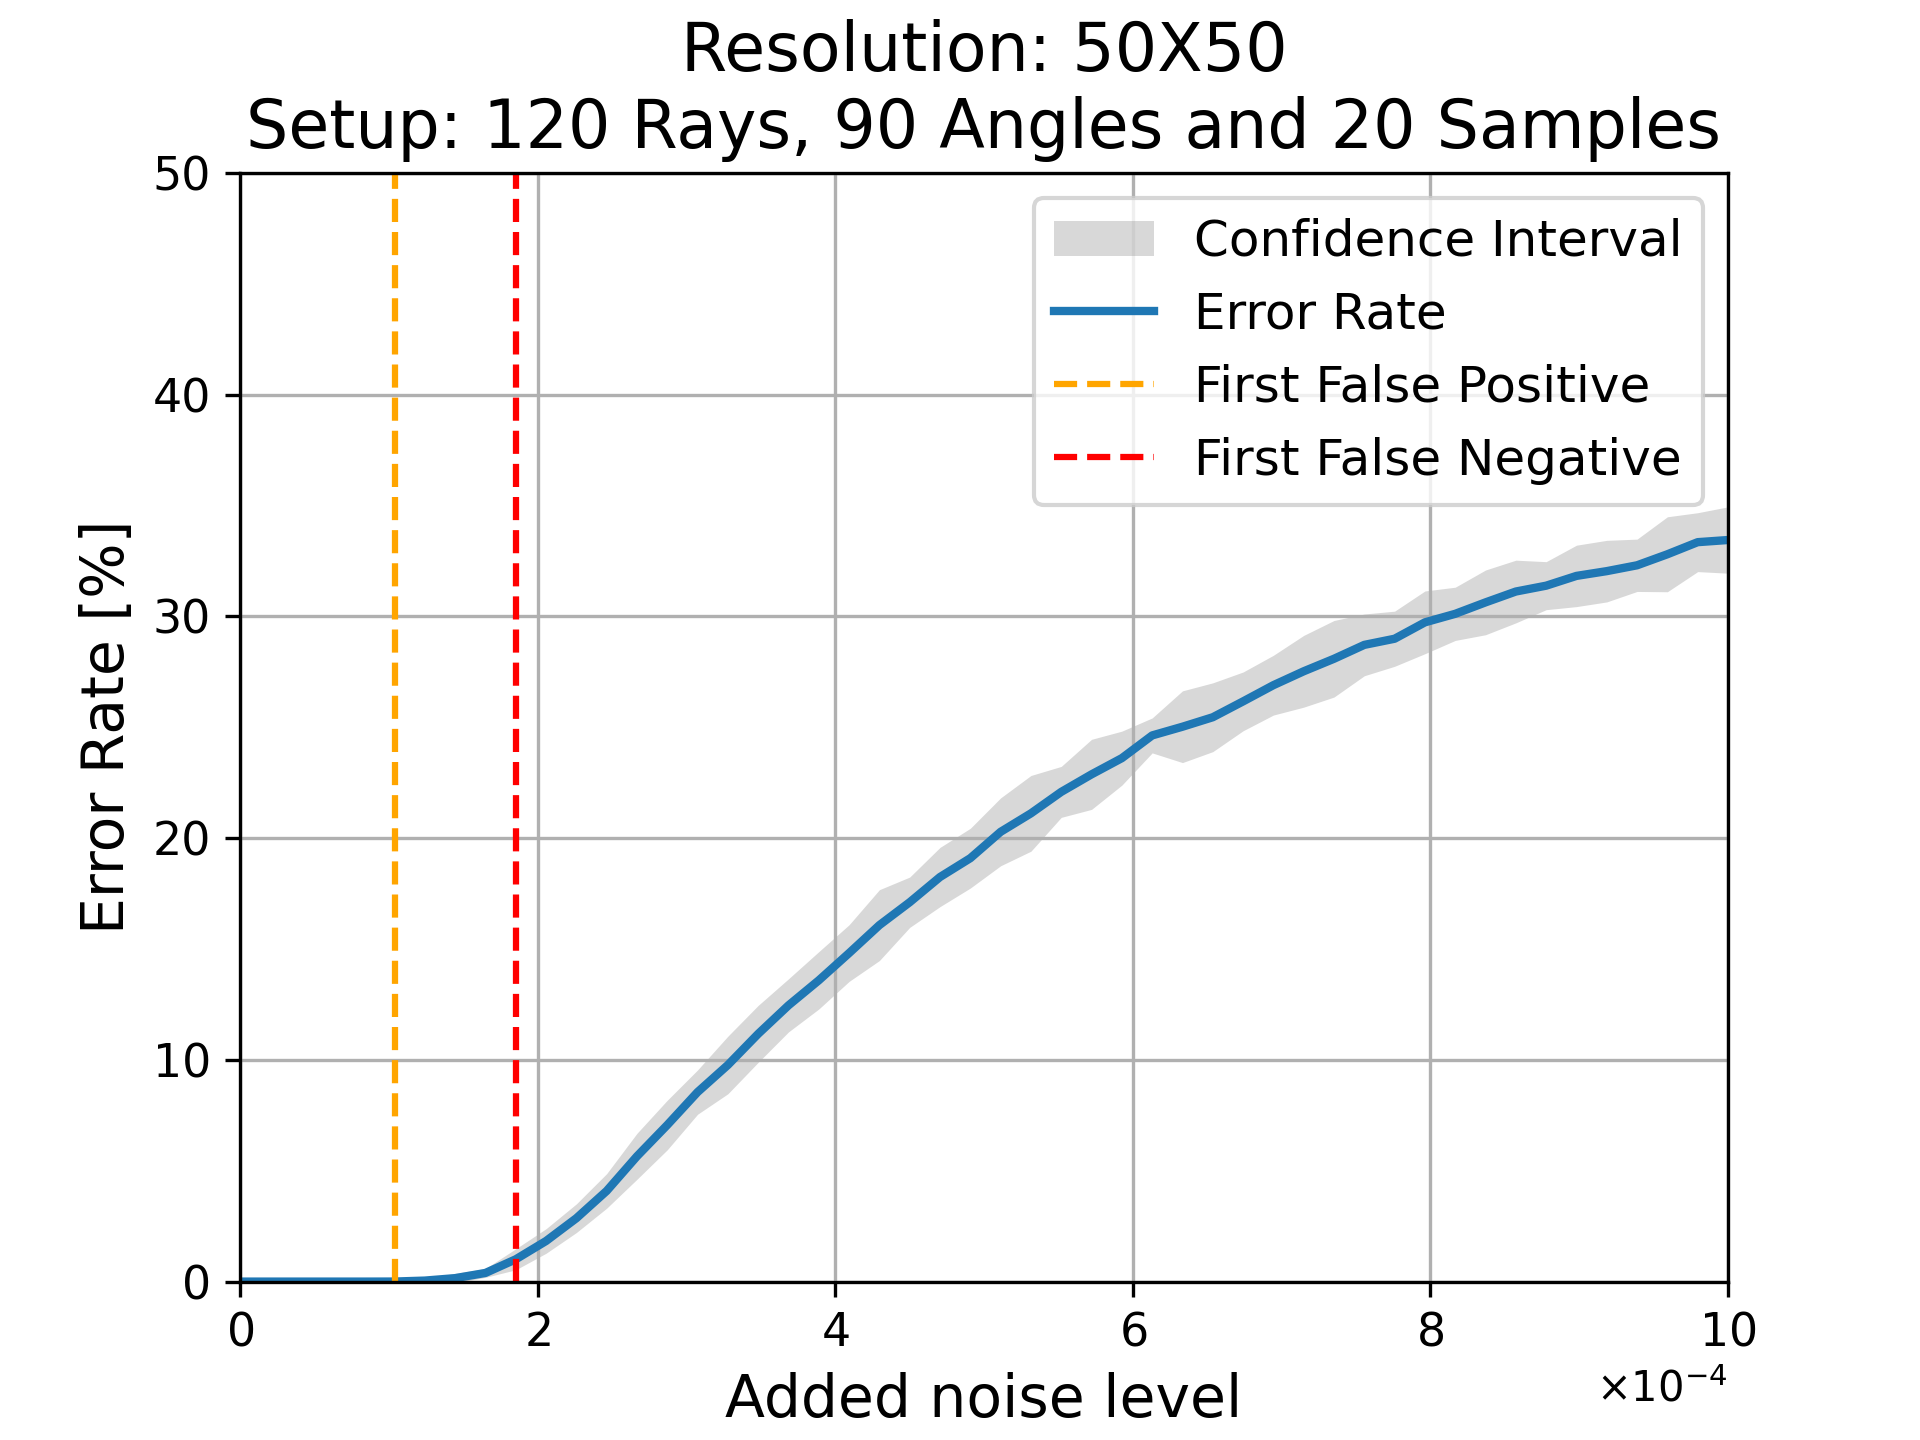 Resolution: 50X50
Setup: 120 Rays, 90 Angles and 20 Samples
50
40
30
20
10
0
Error Rate [%]
Confidence Interval
Error Rate
First False Positive
First False Negative
0 2 4 6 8 10
×10⁻⁴
Added noise level